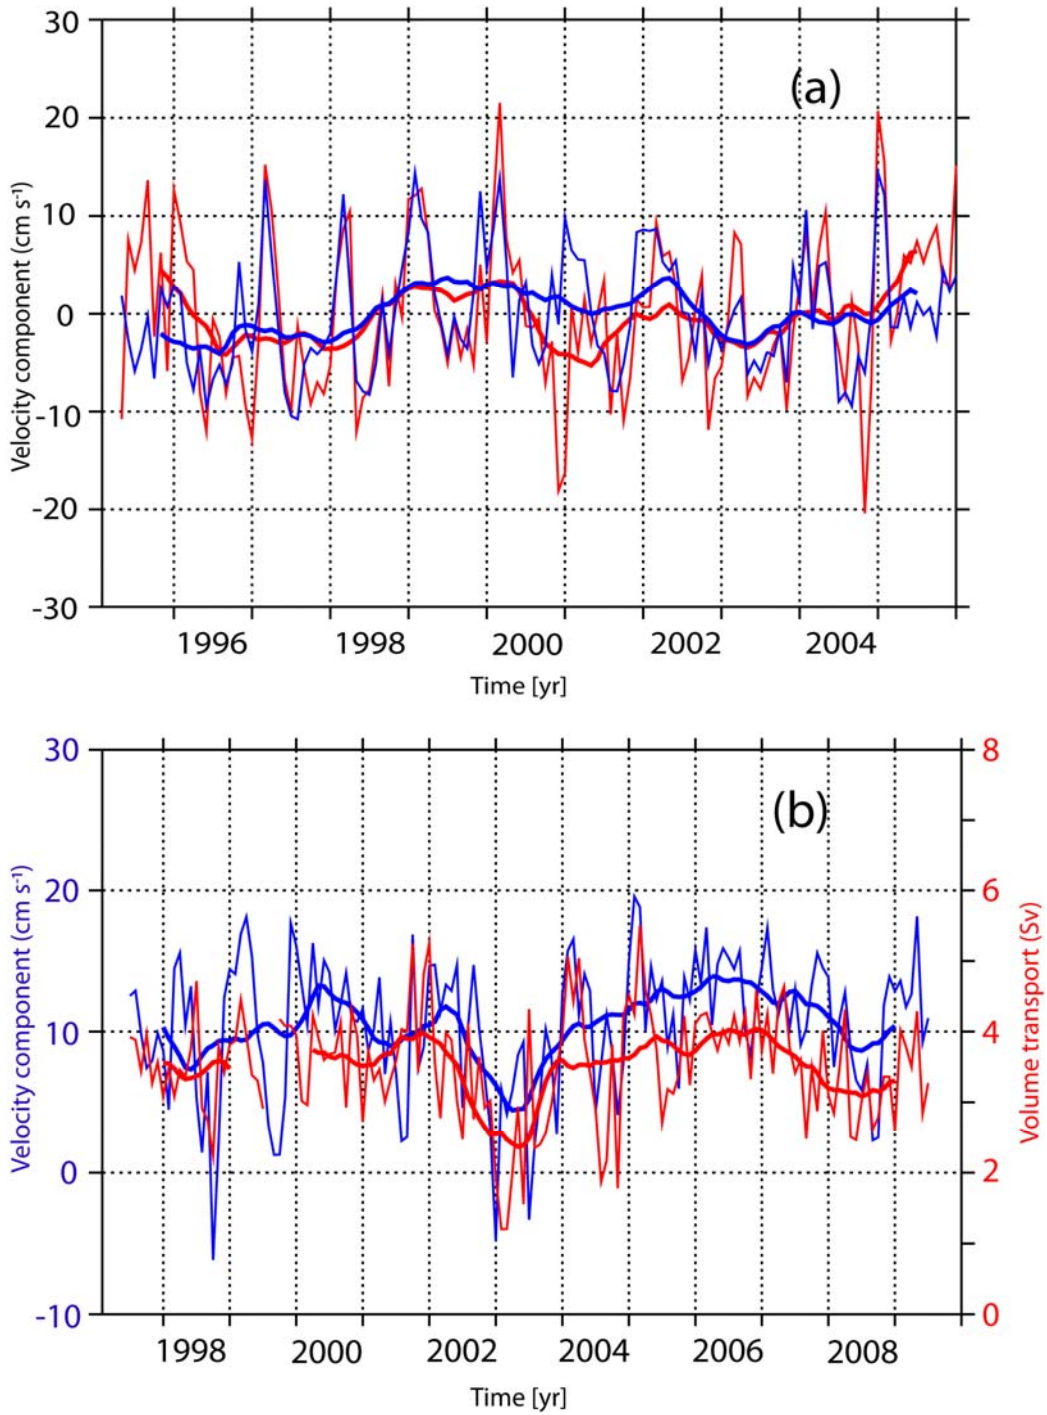 30
20
10
0
-10
-20
-30
Velocity component (cm s⁻¹)
(a)
1996 1998 2000 2002 2004
Time [yr]
30
20
10
0
-10
Velocity component (cm s⁻¹)
(b)
8
6
4
2
0
Volume transport (Sv)
1998 2000 2002 2004 2006 2008
Time [yr]